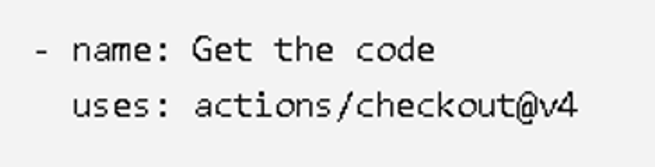 - name: Get the code
  uses: actions/checkout@v4